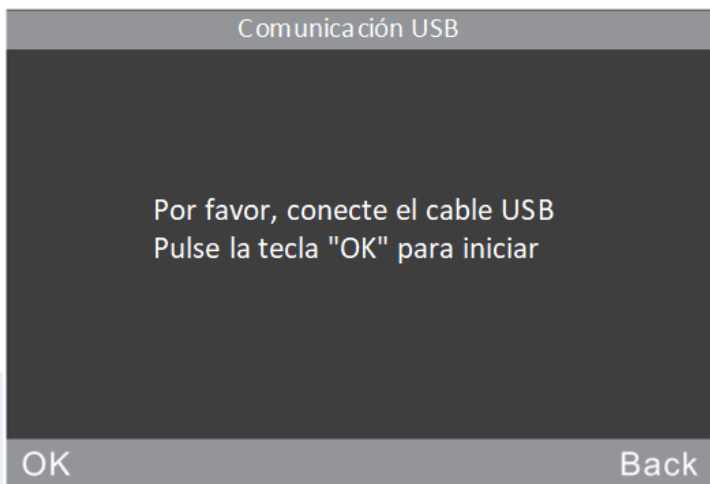 Comunicación USB
Por favor, conecte el cable USB
Pulse la tecla "OK" para iniciar
OK Back